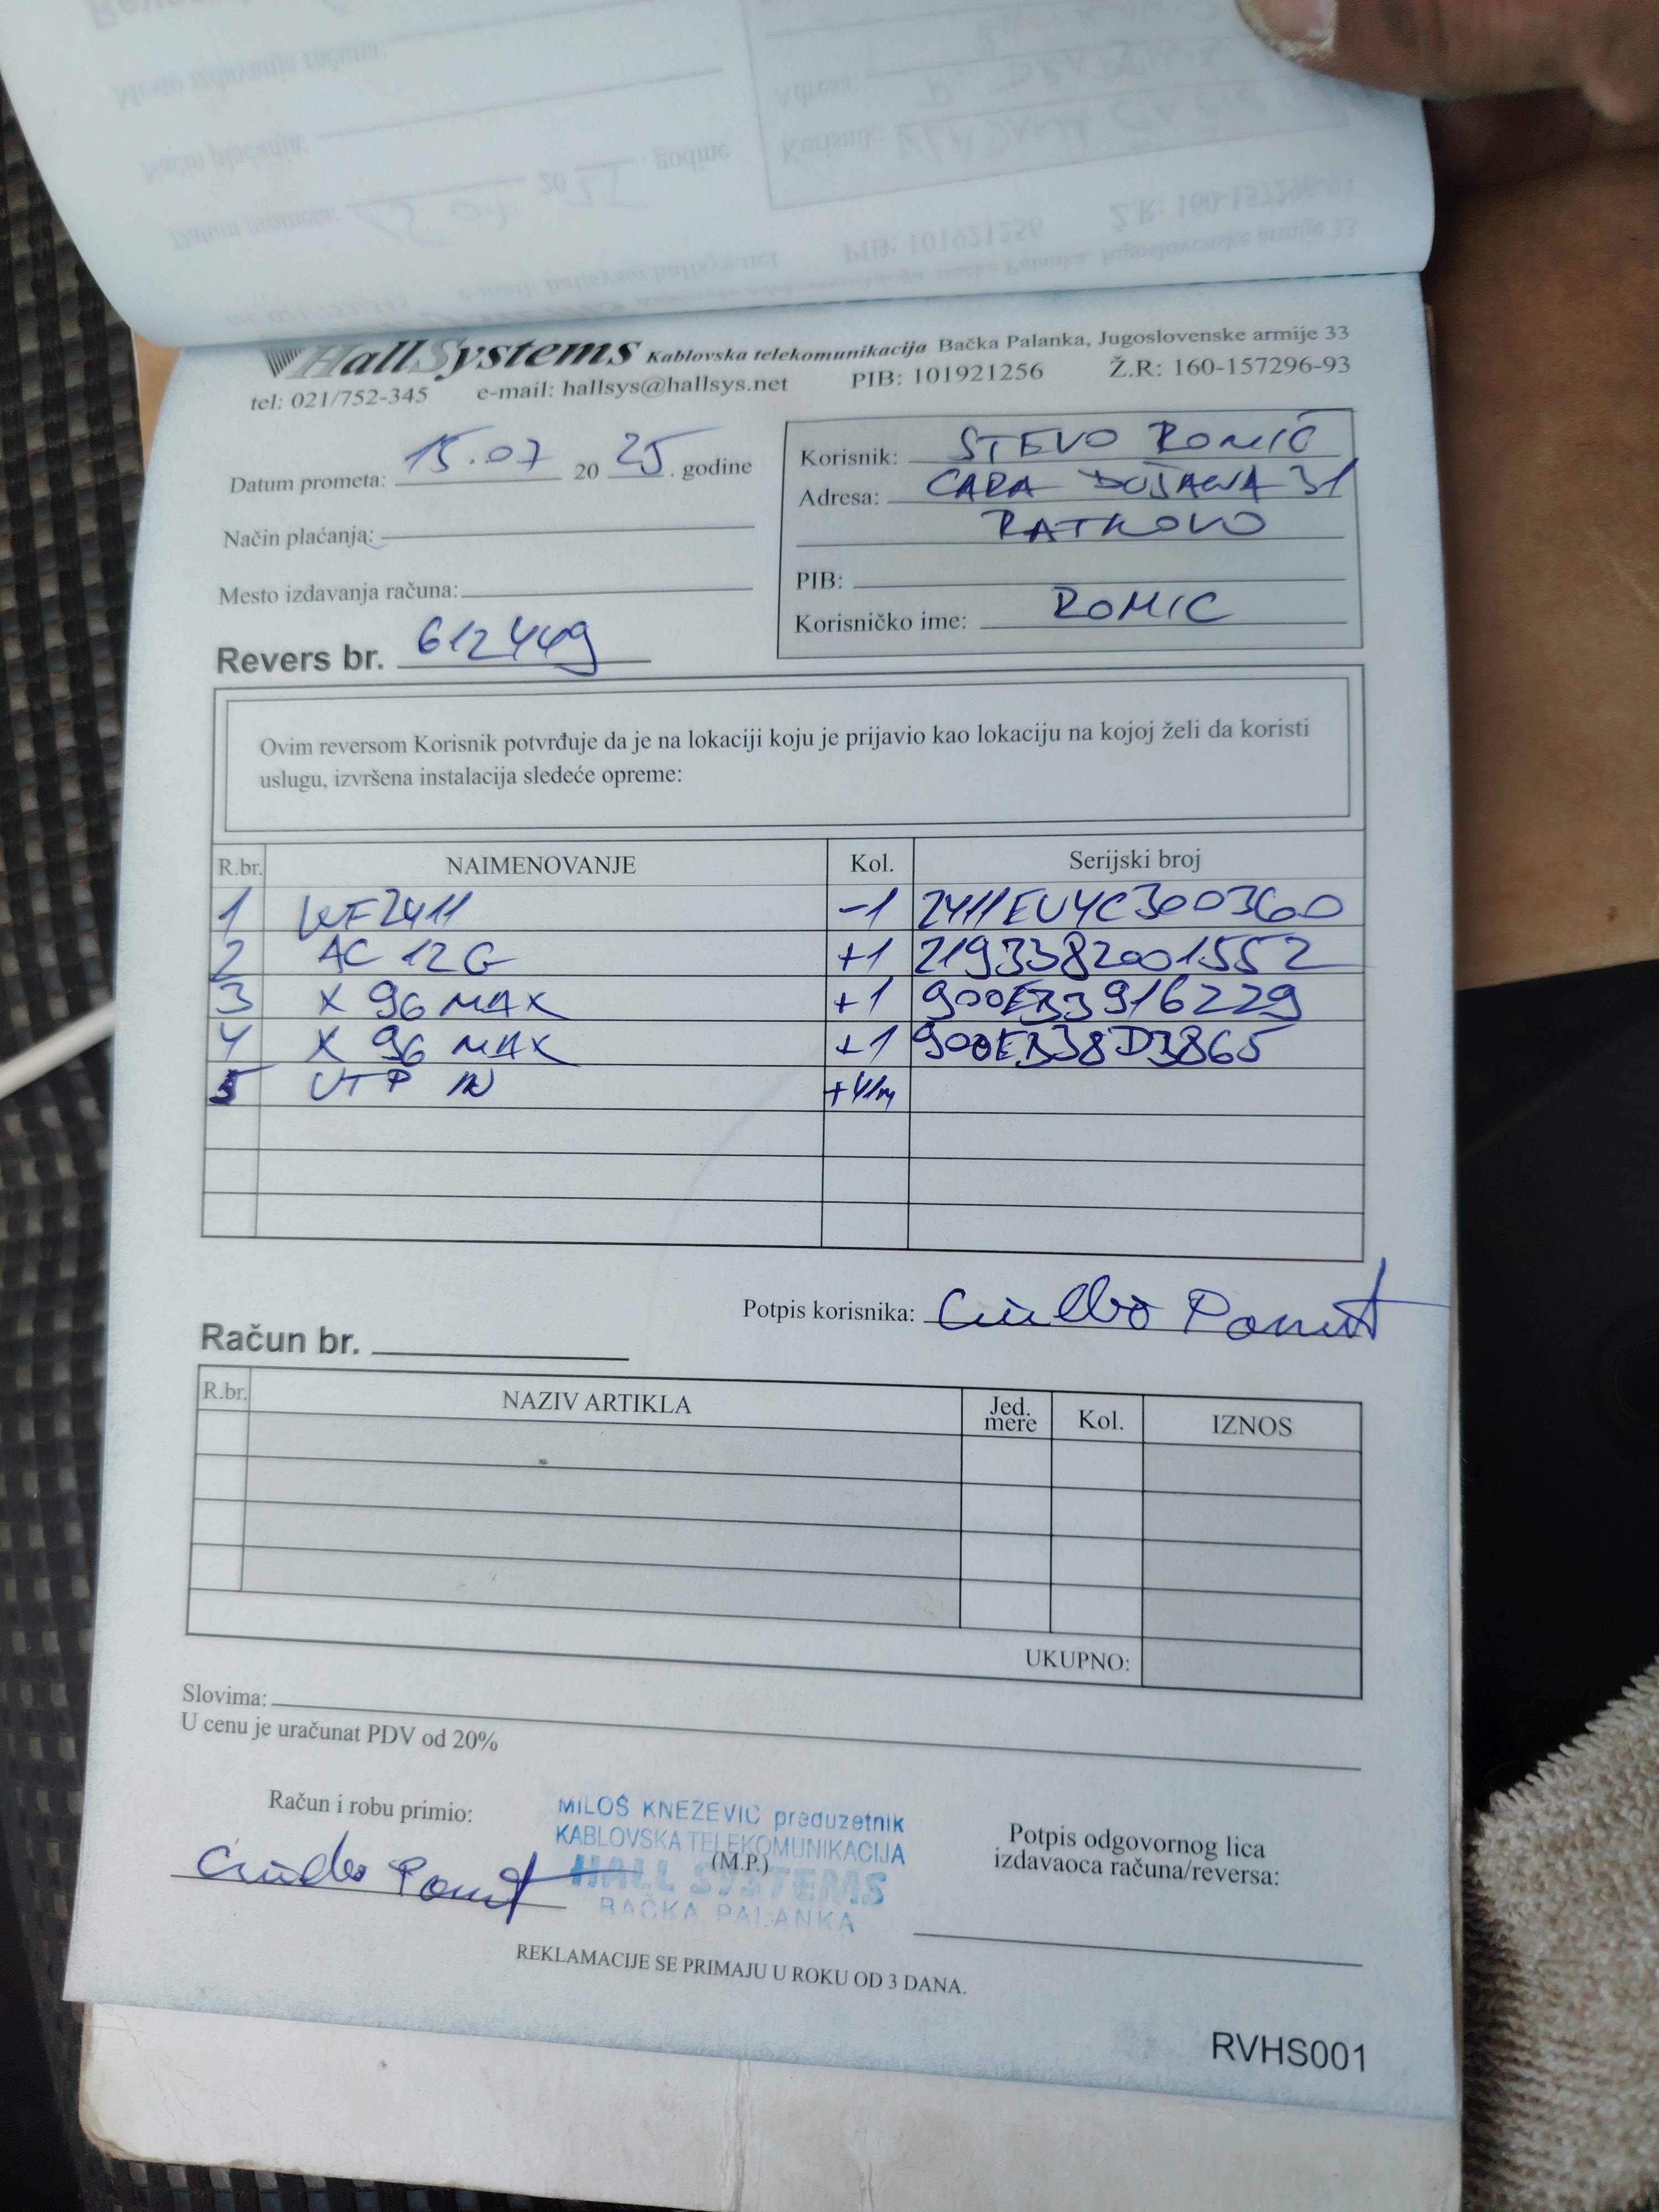 HallSystems Kablovska telekomunikacija Bačka Palanka, Jugoslovenske armije 33
tel: 021/752-345 e-mail: hallsys@hallsys.net PIB: 101921256 Ž.R: 160-157296-93
Datum prometa: 15.07 20 25. godine
Način plaćanja:
Mesto izdavanja računa:
Revers br. 612449
Korisnik: STEVO ROMIĆ
Adresa: CARA DUŠANA 31
RATKOVO
PIB:
Korisničko ime: ROMIC
Ovim reversom Korisnik potvrđuje da je na lokaciji koju je prijavio kao lokaciju na kojoj želi da koristi
uslugu, izvršena instalacija sledeće opreme:
R.br. NAIMENOVANJE Kol. Serijski broj
1 WF2411 -1 2411EU4C300360
2 AC 12G +1 2193382001552
3 X 96 MAX +1 900EB3916229
4 X 96 MAX +1 900EB38D3865
5 UTP IN +41m
Potpis korisnika:
Račun br.
R.br. NAZIV ARTIKLA Jed. mere Kol. IZNOS
UKUPNO:
Slovima:
U cenu je uračunat PDV od 20%
Račun i robu primio:
MILOŠ KNEŽEVIĆ preduzetnik
KABLOVSKA TELEKOMUNIKACIJA
(M.P.)
HALL SYSTEMS
BAČKA PALANKA
Potpis odgovornog lica
izdavaoca računa/reversa:
REKLAMACIJE SE PRIMAJU U ROKU OD 3 DANA.
RVHS001